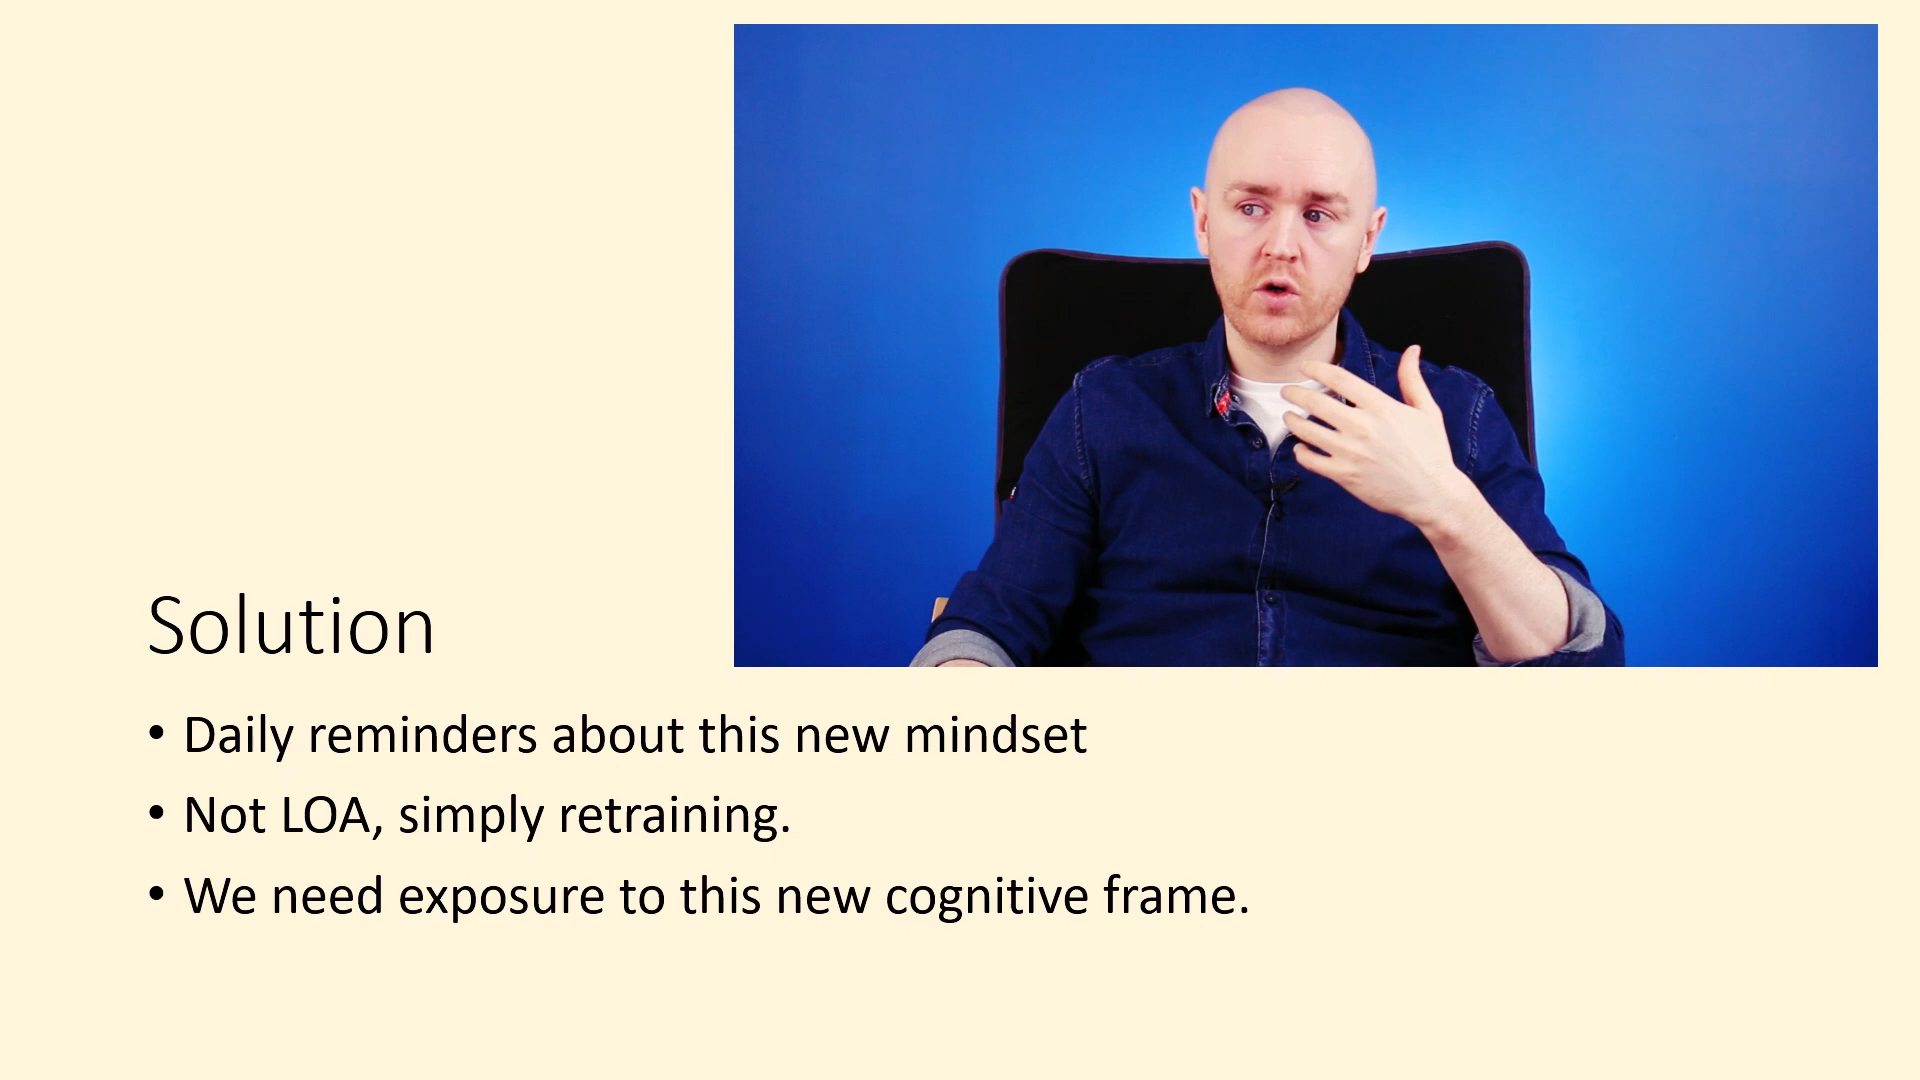 Solution
• Daily reminders about this new mindset
• Not LOA, simply retraining.
• We need exposure to this new cognitive frame.